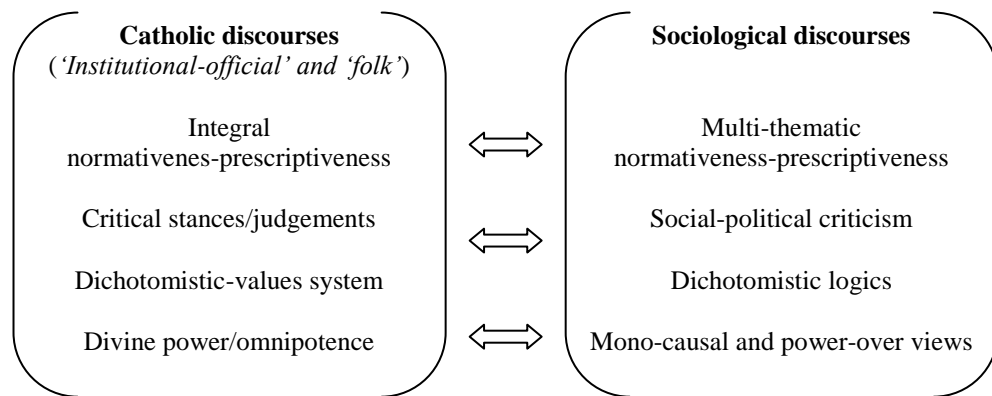 Catholic discourses
(‘Institutional-official’ and ‘folk’)
Integral
normativenes-prescriptiveness
Critical stances/judgements
Dichotomistic-values system
Divine power/omnipotence
Sociological discourses
Multi-thematic
normativeness-prescriptiveness
Social-political criticism
Dichotomistic logics
Mono-causal and power-over views